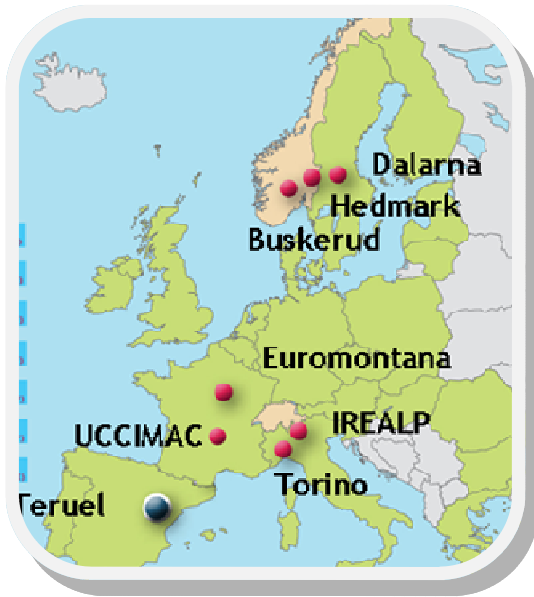 Dalarna
Hedmark
Buskerud
Euromontana
IREALP
UCCIMAC
Torino
Teruel